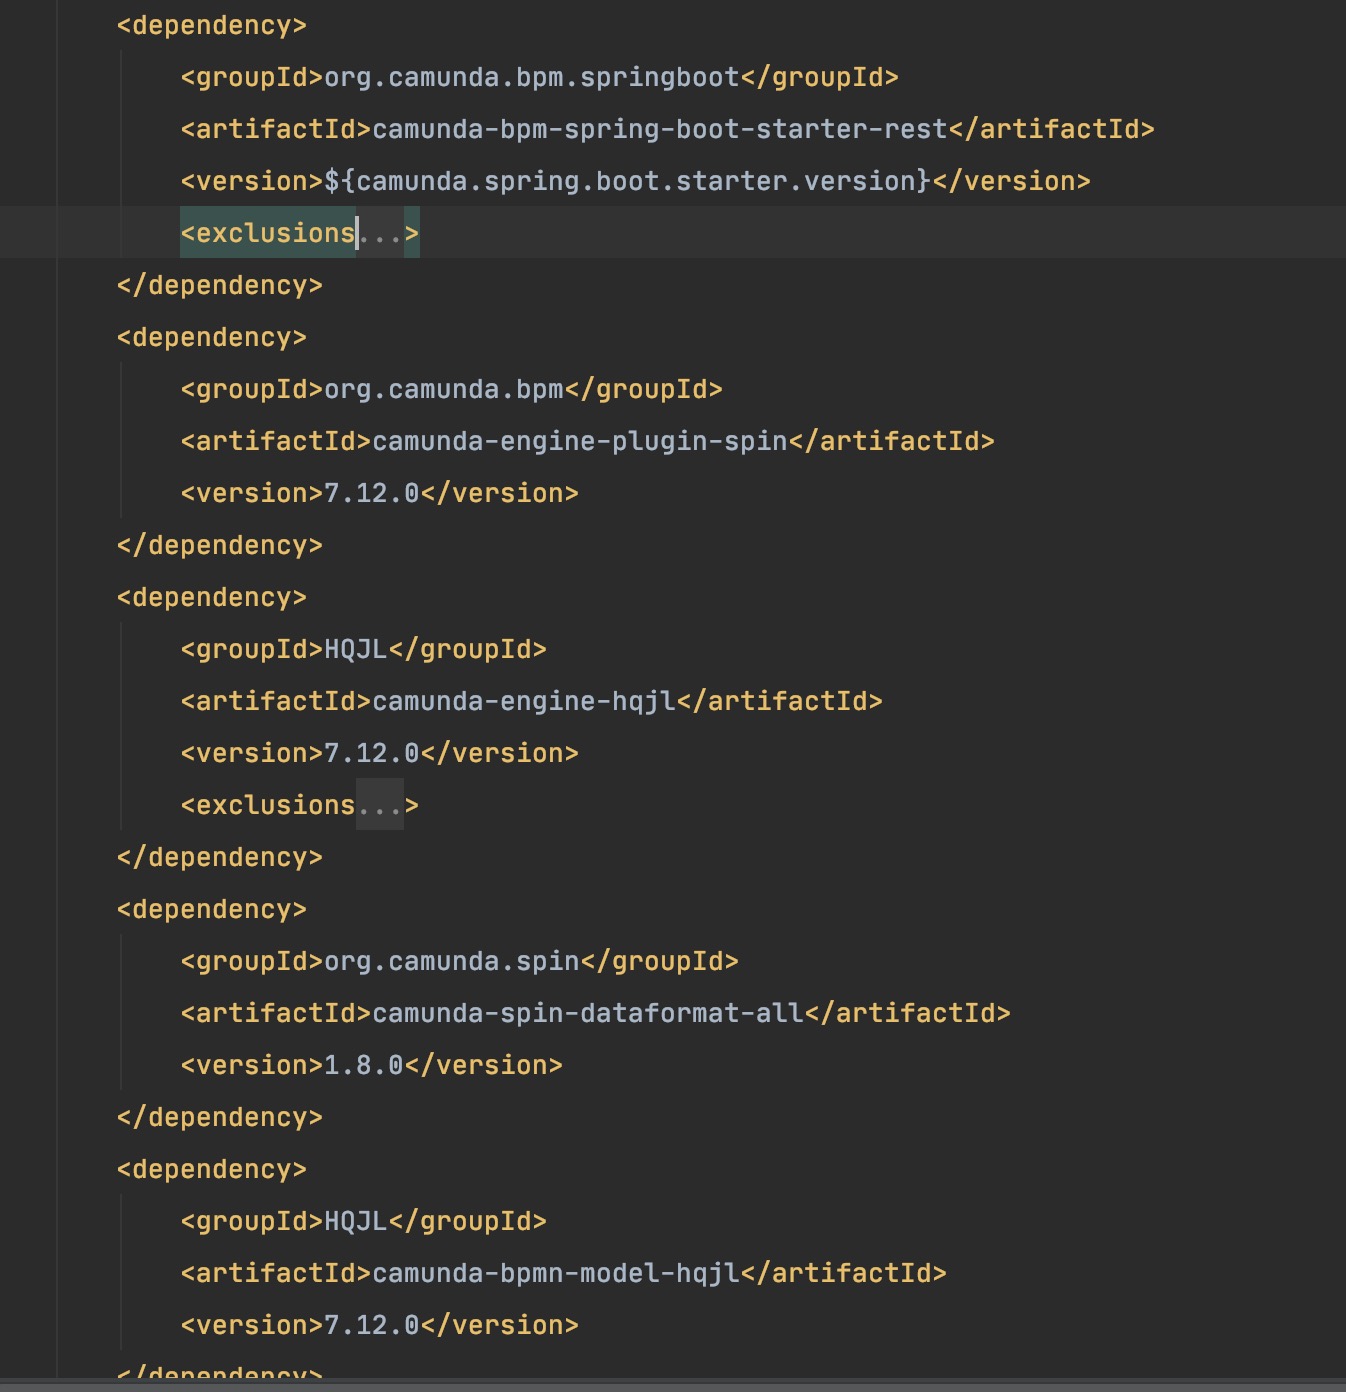 <dependency>
<groupId>org.camunda.bpm.springboot</groupId>
<artifactId>camunda-bpm-spring-boot-starter-rest</artifactId>
<version>${camunda.spring.boot.starter.version}</version>
<exclusions...>
</dependency>
<dependency>
<groupId>org.camunda.bpm</groupId>
<artifactId>camunda-engine-plugin-spin</artifactId>
<version>7.12.0</version>
</dependency>
<dependency>
<groupId>HQJL</groupId>
<artifactId>camunda-engine-hqjl</artifactId>
<version>7.12.0</version>
<exclusions...>
</dependency>
<dependency>
<groupId>org.camunda.spin</groupId>
<artifactId>camunda-spin-dataformat-all</artifactId>
<version>1.8.0</version>
</dependency>
<dependency>
<groupId>HQJL</groupId>
<artifactId>camunda-bpmn-model-hqjl</artifactId>
<version>7.12.0</version>
</dependency>